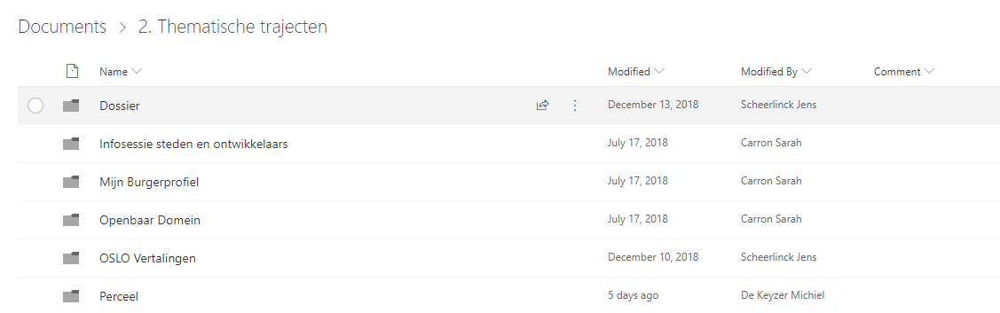 Documents > 2. Thematische trajecten
Name Modified Modified By Comment
Dossier December 13, 2018 Scheerlinck Jens
Infosessie steden en ontwikkelaars July 17, 2018 Carron Sarah
Mijn Burgerprofiel July 17, 2018 Carron Sarah
Openbaar Domein July 17, 2018 Carron Sarah
OSLO Vertalingen December 10, 2018 Scheerlinck Jens
Perceel 5 days ago De Keyzer Michiel